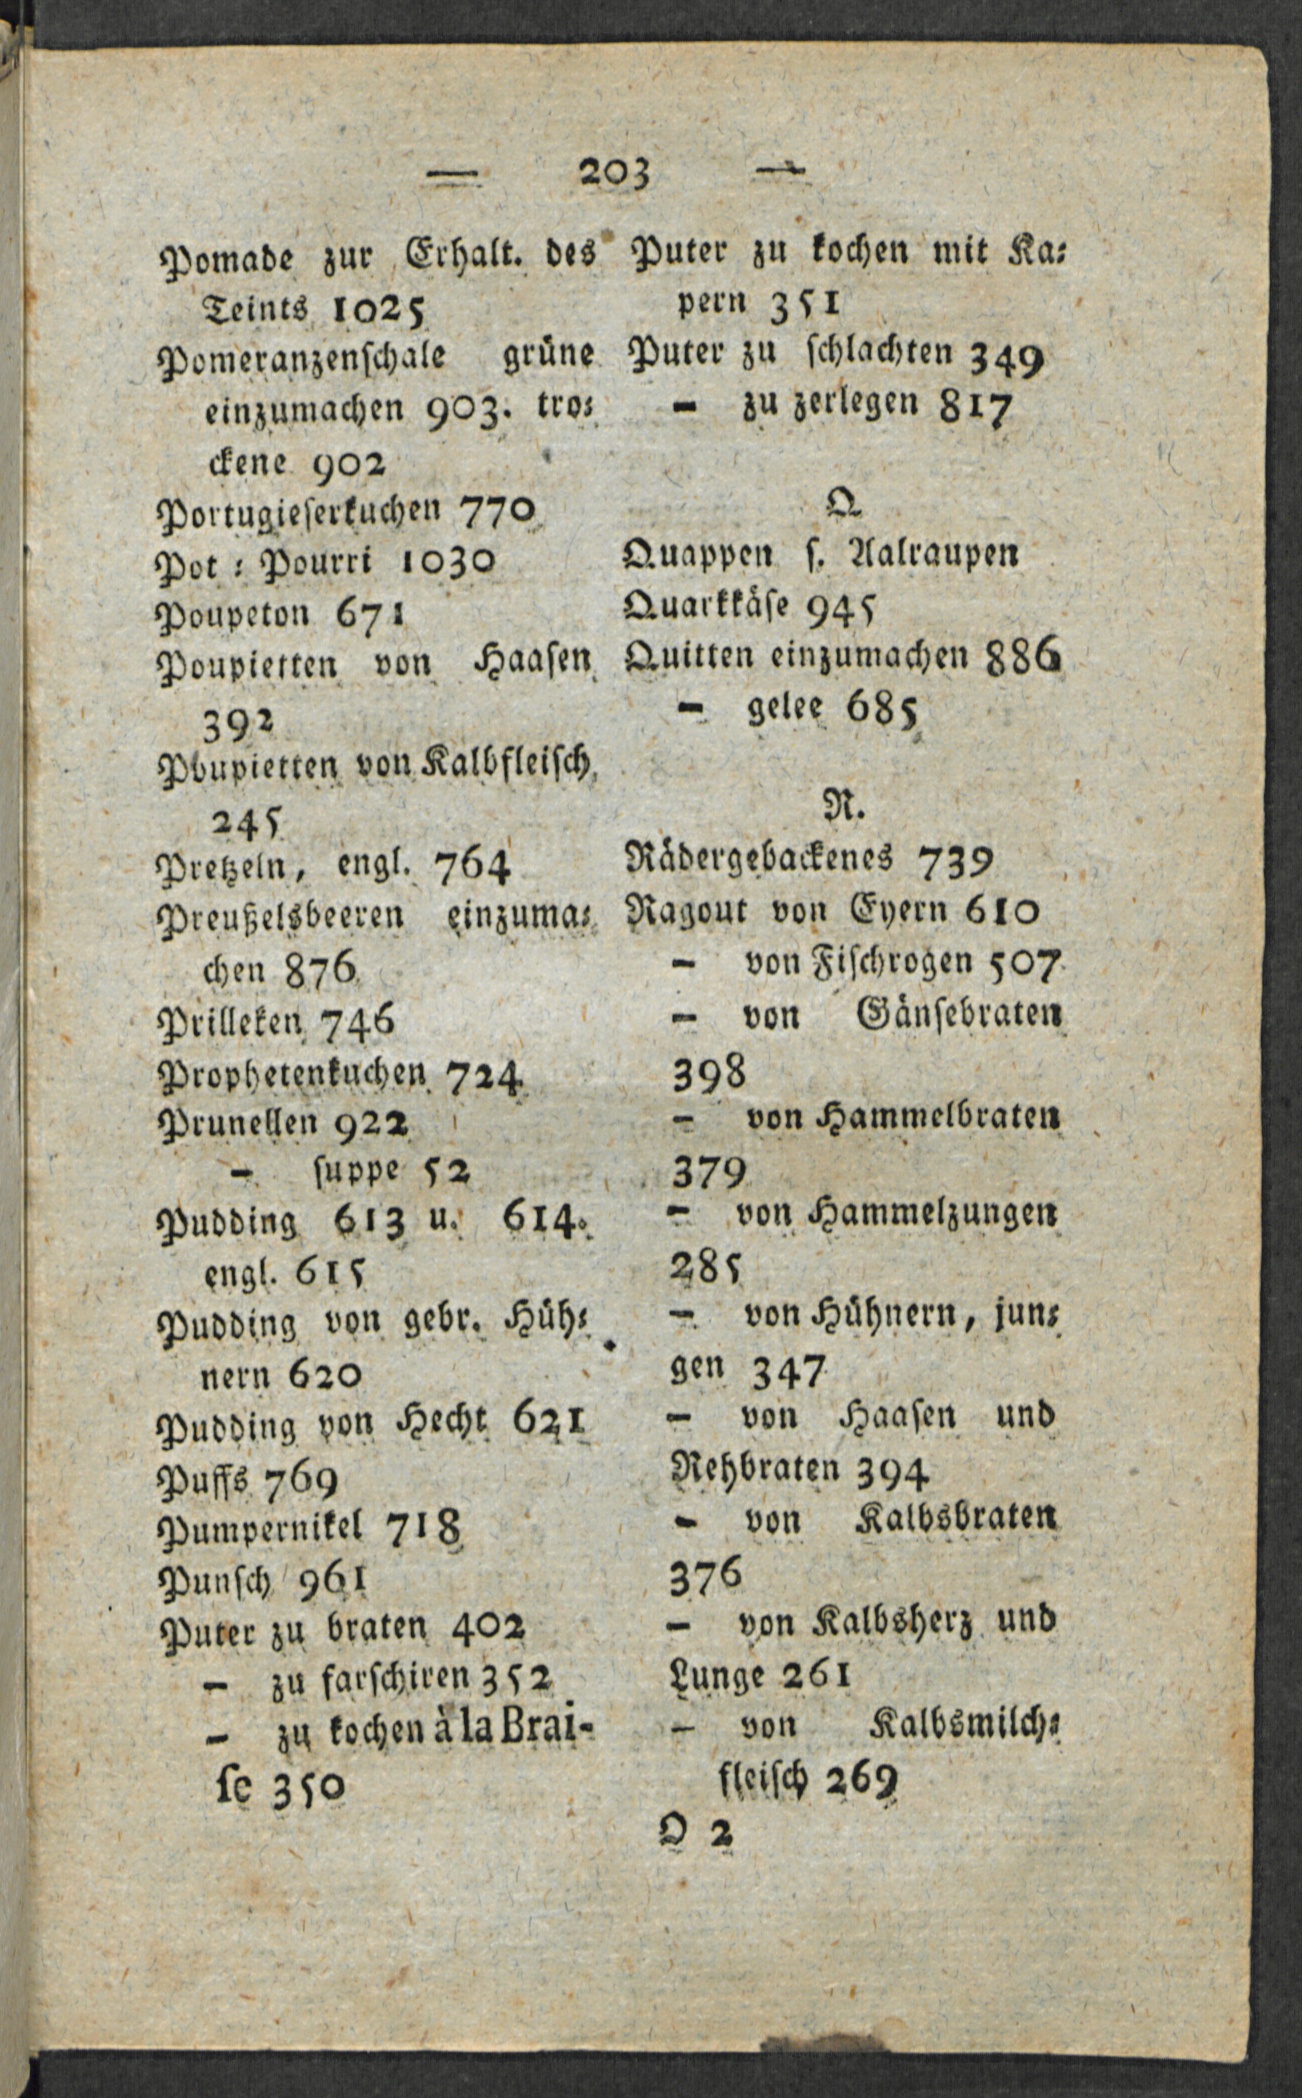 — 203 —
Pomade zur Erhalt. des
Teints 1025
Pomeranzenschale grüne
einzumachen 903. tro⸗
ckene 902
Portugieserkuchen 770
Pot ⸗ Pourri 1030
Poupeton 671
Poupietten von Haasen
392
Poupietten von Kalbfleisch
245
Pretzeln, engl. 764
Preußelsbeeren einzuma⸗
chen 876
Prilleken 746
Prophetenkuchen 724
Prunellen 922
– suppe 52
Pudding 613 u. 614.
engl. 615
Pudding von gebr. Hüh⸗
nern 620
Pudding von Hecht 621
Puffs 769
Pumpernikel 718
Punsch 961
Puter zu braten 402
– zu farschiren 352
– zu kochen à la Brai-
se 350
Puter zu kochen mit Ka⸗
pern 351
Puter zu schlachten 349
– zu zerlegen 817
Q
Quappen s. Aalraupen
Quarkkäse 945
Quitten einzumachen 886
– gelee 685
R.
Rädergebackenes 739
Ragout von Eyern 610
– von Fischrogen 507
– von Gänsebraten
398
– von Hammelbraten
379
– von Hammelzungen
285
– von Hühnern, jun⸗
gen 347
– von Haasen und
Rehbraten 394
– von Kalbsbraten
376
– von Kalbsherz und
Lunge 261
– von Kalbsmilch⸗
fleisch 269
O 2